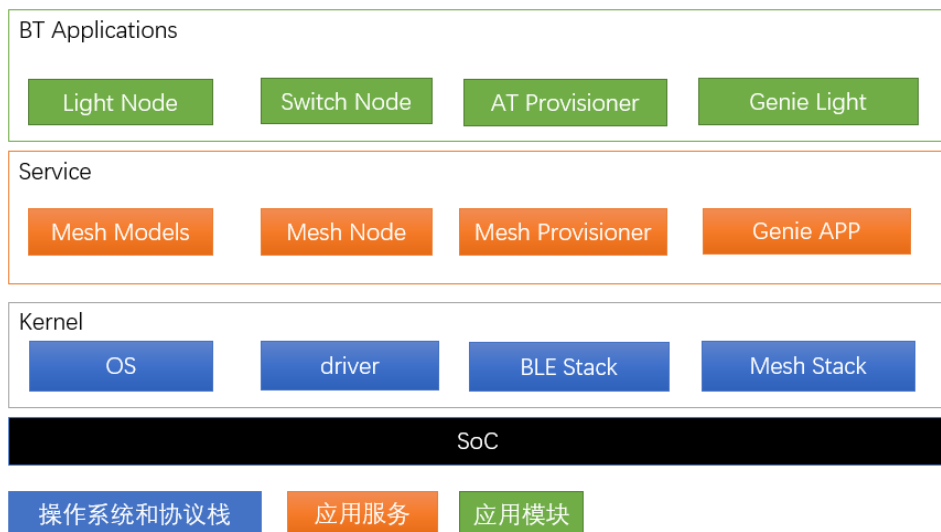 BT Applications
Light Node
Switch Node
AT Provisioner
Genie Light
Service
Mesh Models
Mesh Node
Mesh Provisioner
Genie APP
Kernel
OS
driver
BLE Stack
Mesh Stack
SoC
操作系统和协议栈
应用服务
应用模块